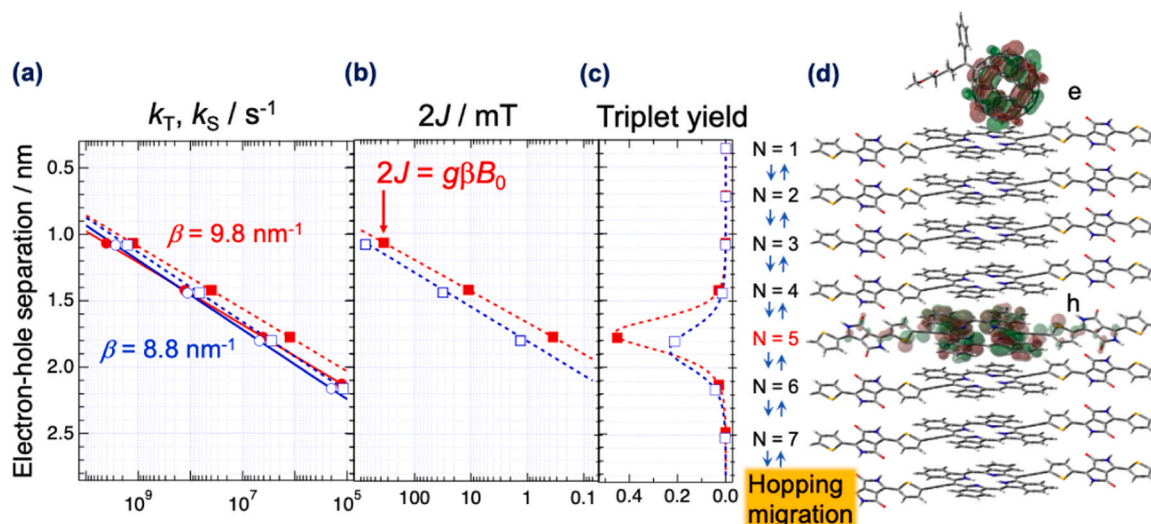 (a)
(b)
(c)
(d)
k_T, k_S / s⁻¹
2J / mT
Triplet yield
e
Electron-hole separation / nm
0.5
1.0
1.5
2.0
2.5
β = 9.8 nm⁻¹
β = 8.8 nm⁻¹
10⁹
10⁷
10⁵
2J = gβB₀
100
10
1
0.1
0.4
0.2
0.0
N = 1
N = 2
N = 3
N = 4
h
N = 5
N = 6
N = 7
Hopping
migration